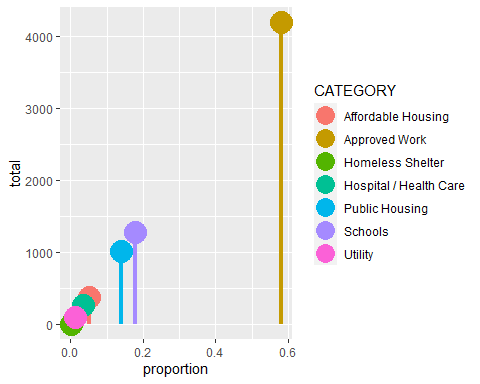 4000
3000
2000
1000
0
total
0.0 0.2 0.4 0.6
proportion
CATEGORY
Affordable Housing
Approved Work
Homeless Shelter
Hospital / Health Care
Public Housing
Schools
Utility